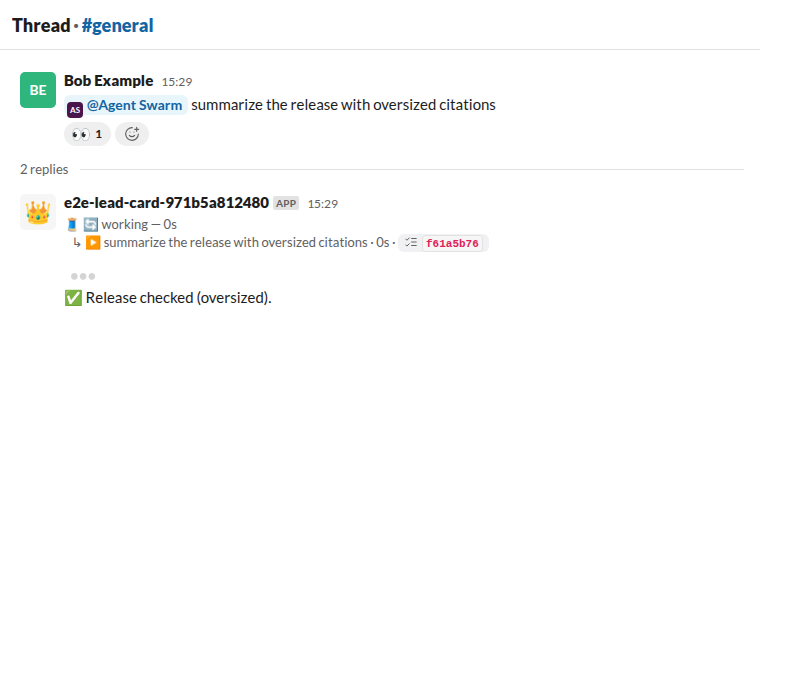 Thread • #general
BE
Bob Example 15:29
AS @Agent Swarm summarize the release with oversized citations
👀 1
2 replies
e2e-lead-card-971b5a812480 APP 15:29
🧵 🔄 working — 0s
↳ ▶️ summarize the release with oversized citations · 0s · f61a5b76
✅ Release checked (oversized).